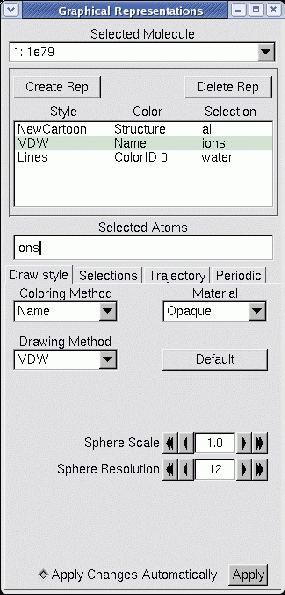 Graphical Representations
Selected Molecule
1: 1e79
Create Rep Delete Rep
Style Color Selection
NewCartoon Structure all
VDW Name ions
Lines ColorID 0 water
Selected Atoms
ions
Draw style Selections Trajectory Periodic
Coloring Method Material
Name Opaque
Drawing Method
VDW Default
Sphere Scale 1.0
Sphere Resolution 12
Apply Changes Automatically Apply